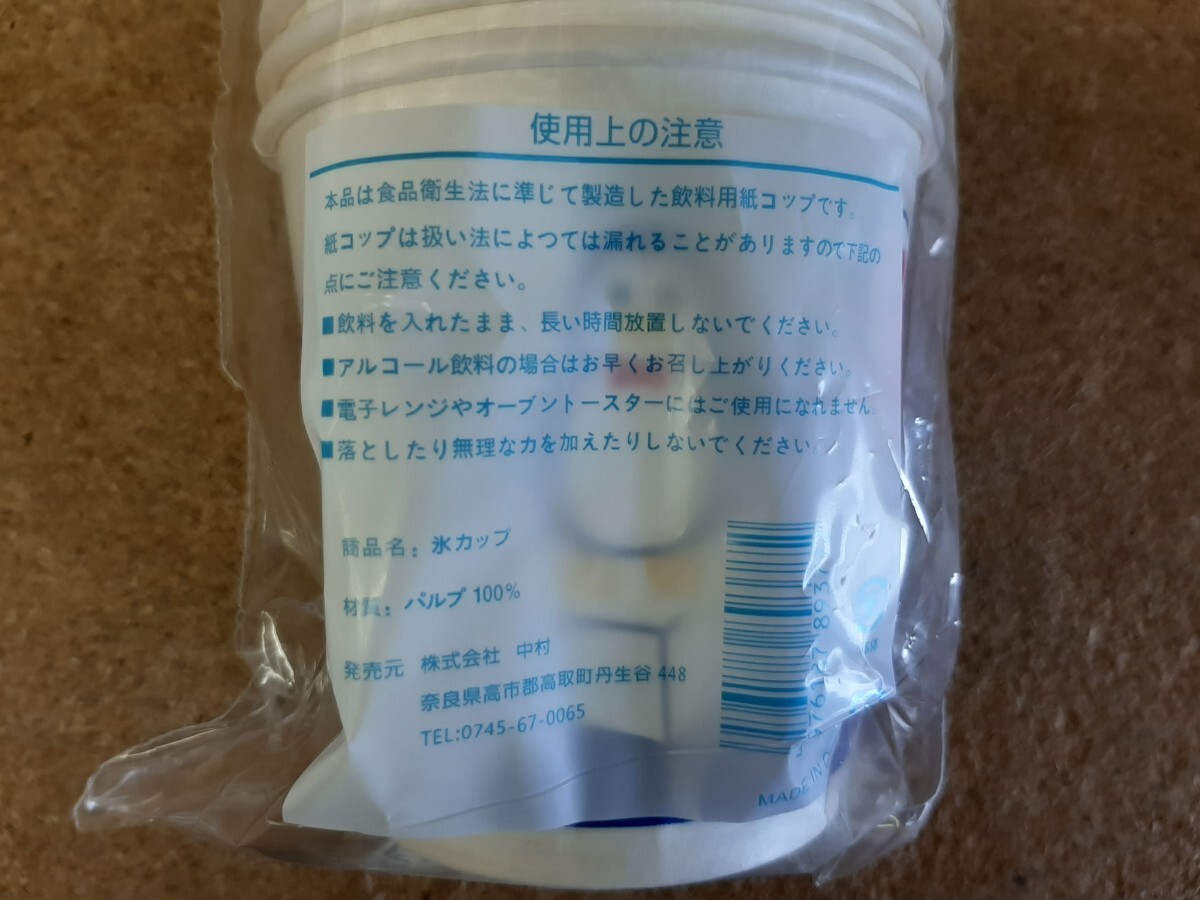 使用上の注意
本品は食品衛生法に準じて製造した飲料用紙コップです。
紙コップは扱い法によつては漏れることがありますので下記の
点にご注意ください。
■飲料を入れたまま、長い時間放置しないでください。
■アルコール飲料の場合はお早くお召し上がりください。
■電子レンジやオーブントースターにはご使用になれません。
■落としたり無理な力を加えたりしないでください。
商品名：氷カップ
材質：パルプ100%
発売元 株式会社 中村
奈良県高市郡高取町丹生谷 448
TEL:0745-67-0065
MADE IN